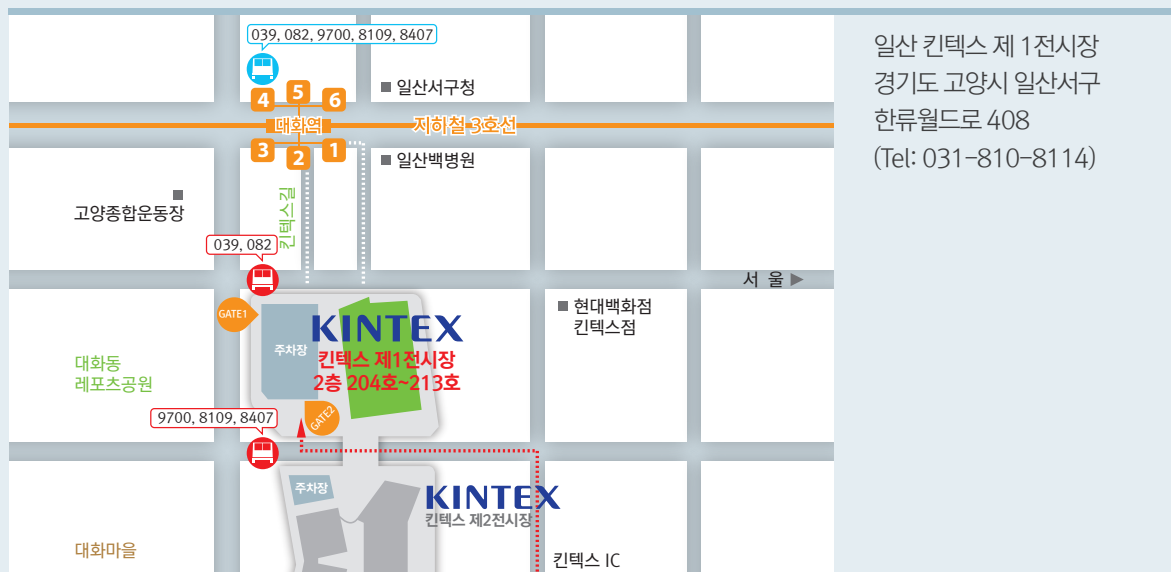 039, 082, 9700, 8109, 8407
4
5
6
일산서구청
대화역
지하철 3호선
3
2
1
일산백병원
고양종합운동장
킨텍스길
039, 082
서 울
GATE1
주차장
KINTEX
킨텍스 제1전시장
2층 204호~213호
현대백화점
킨텍스점
대화동
레포츠공원
GATE2
9700, 8109, 8407
주차장
KINTEX
킨텍스 제2전시장
대화마을
킨텍스 IC
일산 킨텍스 제 1전시장
경기도 고양시 일산서구
한류월드로 408
(Tel: 031-810-8114)